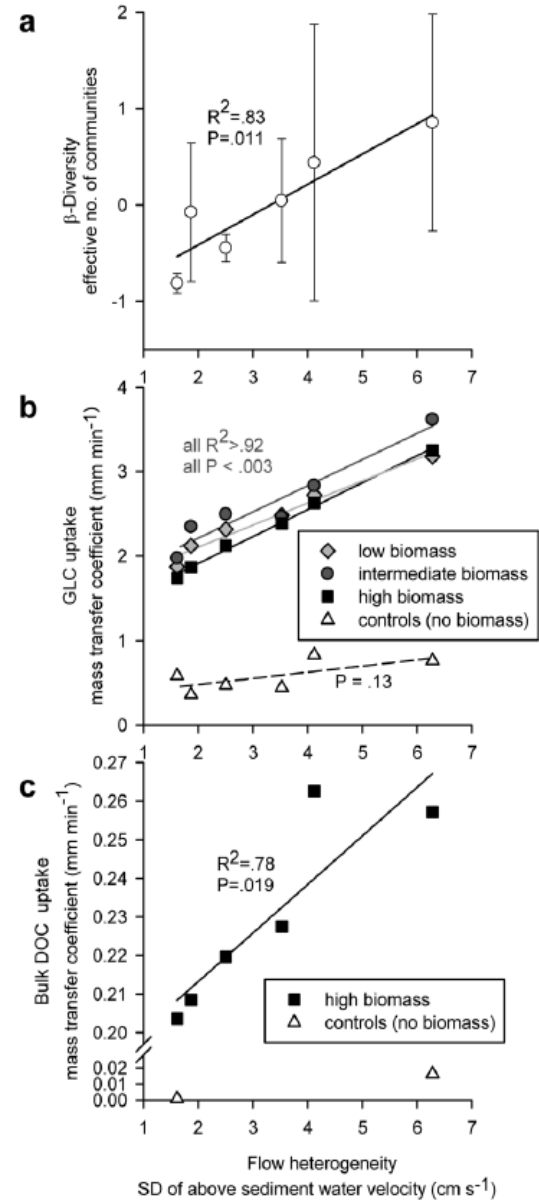 a
2
1
0
-1
β-Diversity
effective no. of communities
R²=.83
P=.011
1 2 3 4 5 6 7
b
4
3
2
1
0
GLC uptake
mass transfer coefficient (mm min⁻¹)
all R²>.92
all P < .003
low biomass
intermediate biomass
high biomass
controls (no biomass)
P = .13
1 2 3 4 5 6 7
c
0.27
0.26
0.25
0.24
0.23
0.22
0.21
0.20
0.02
0.01
0.00
Bulk DOC uptake
mass transfer coefficient (mm min⁻¹)
R²=.78
P=.019
high biomass
controls (no biomass)
1 2 3 4 5 6 7
Flow heterogeneity
SD of above sediment water velocity (cm s⁻¹)